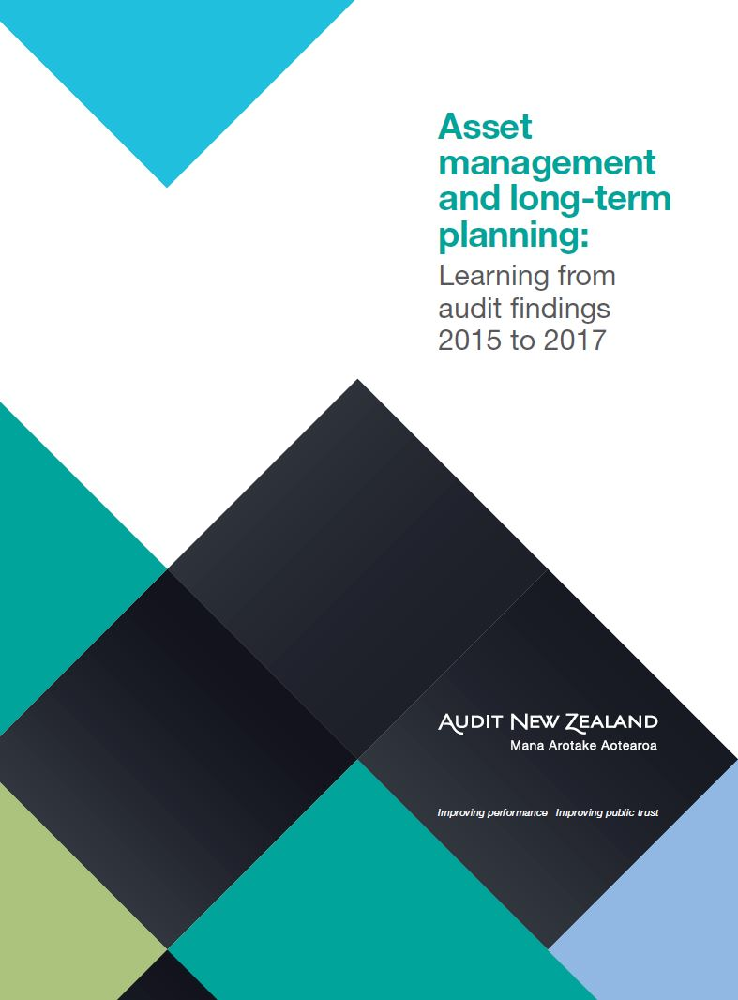 Asset
management
and long-term
planning:
Learning from
audit findings
2015 to 2017
AUDIT NEW ZEALAND
Mana Arotake Aotearoa
Improving performance Improving public trust